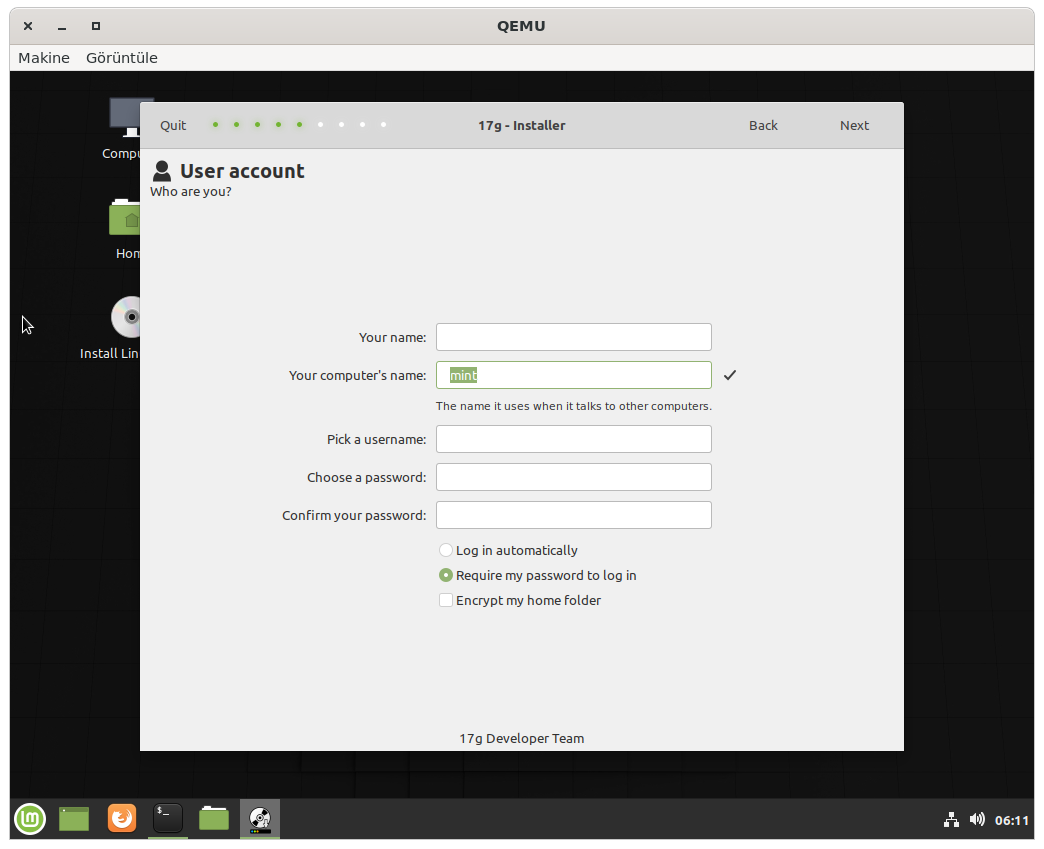 QEMU
Makine Görüntüle
Quit 17g - Installer Back Next
User account
Who are you?
Compu
Hom
Install Lin
Your name:
Your computer's name: mint
The name it uses when it talks to other computers.
Pick a username:
Choose a password:
Confirm your password:
Log in automatically
Require my password to log in
Encrypt my home folder
17g Developer Team
$_
06:11